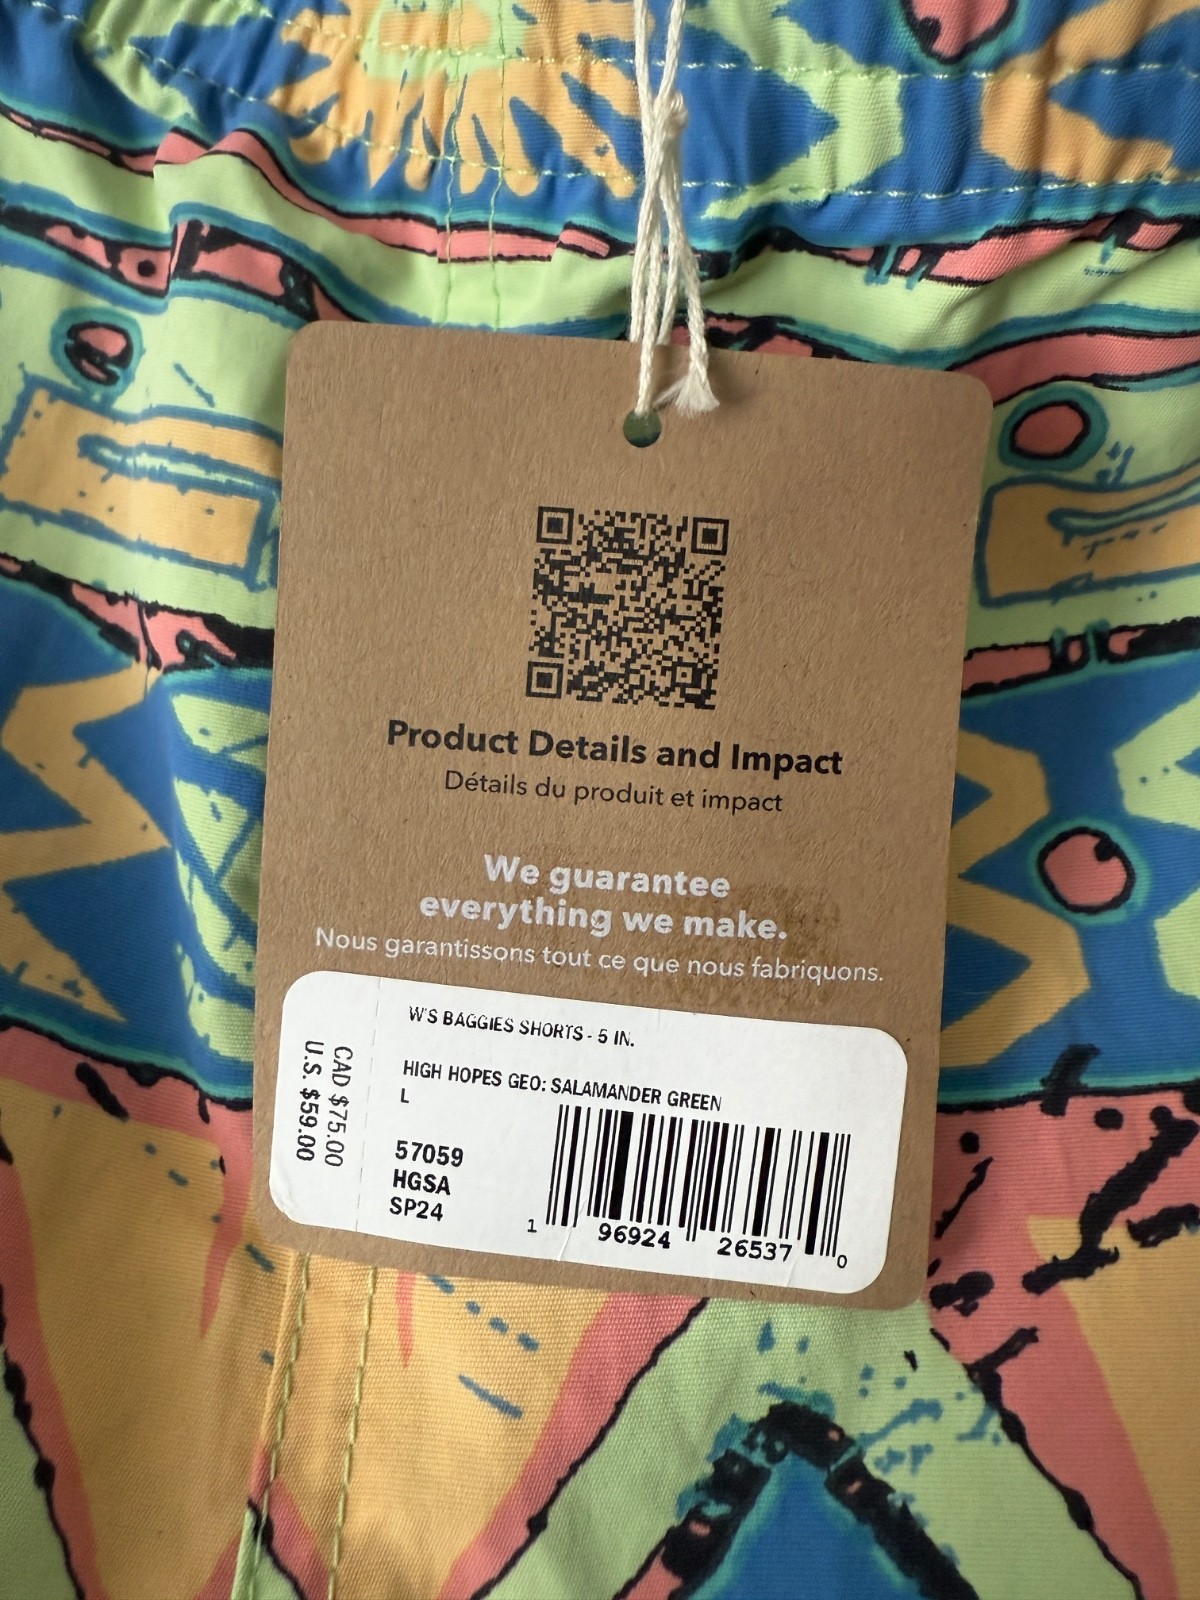 Product Details and Impact
Détails du produit et impact
We guarantee
everything we make.
Nous garantissons tout ce que nous fabriquons.
W'S BAGGIES SHORTS - 5 IN.
HIGH HOPES GEO: SALAMANDER GREEN
L
57059
HGSA
SP24
1 96924 26537 0
CAD $75.00
U.S. $59.00